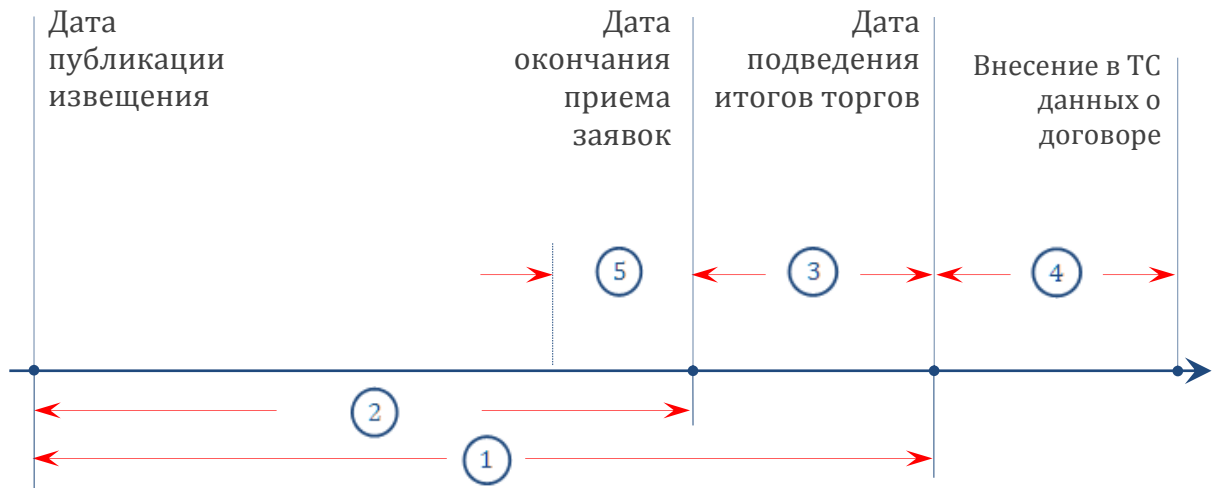 Дата
публикации
извещения
Дата
окончания
приема
заявок
Дата
подведения
итогов торгов
Внесение в ТС
данных о
договоре
5
3
4
2
1